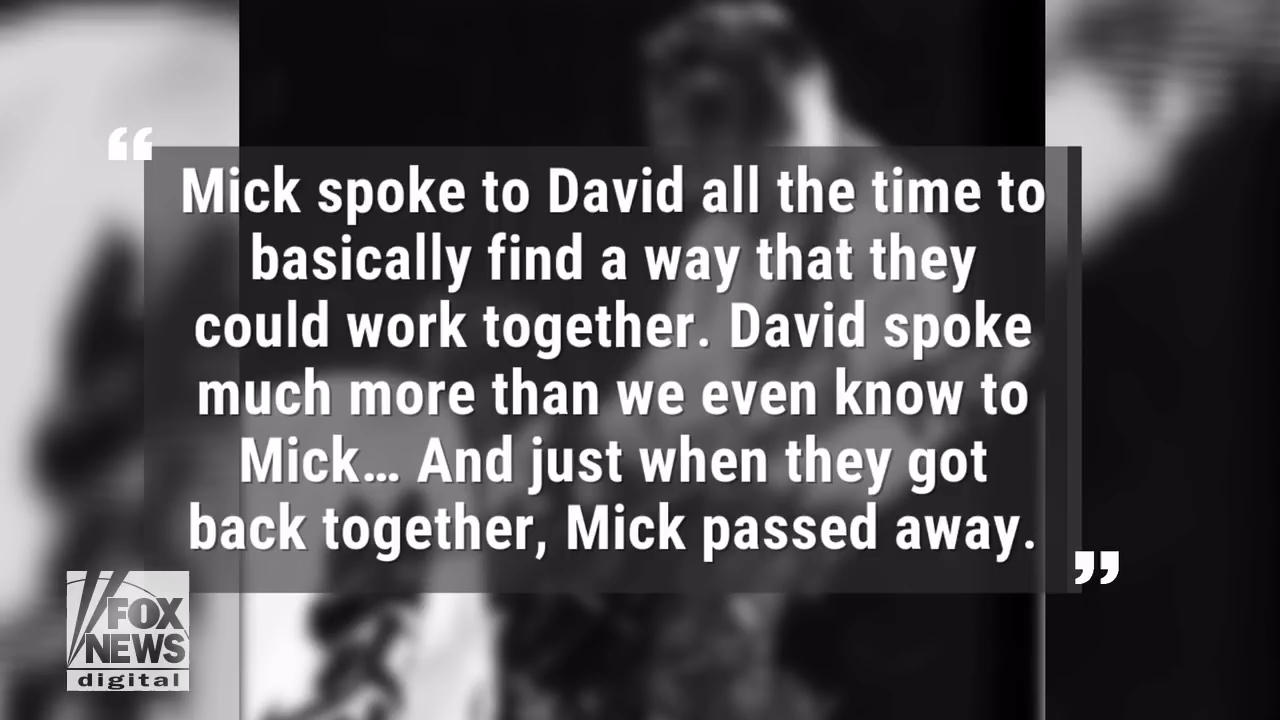 “
Mick spoke to David all the time to
basically find a way that they
could work together. David spoke
much more than we even know to
Mick... And just when they got
back together, Mick passed away.
”
FOX
NEWS
digital